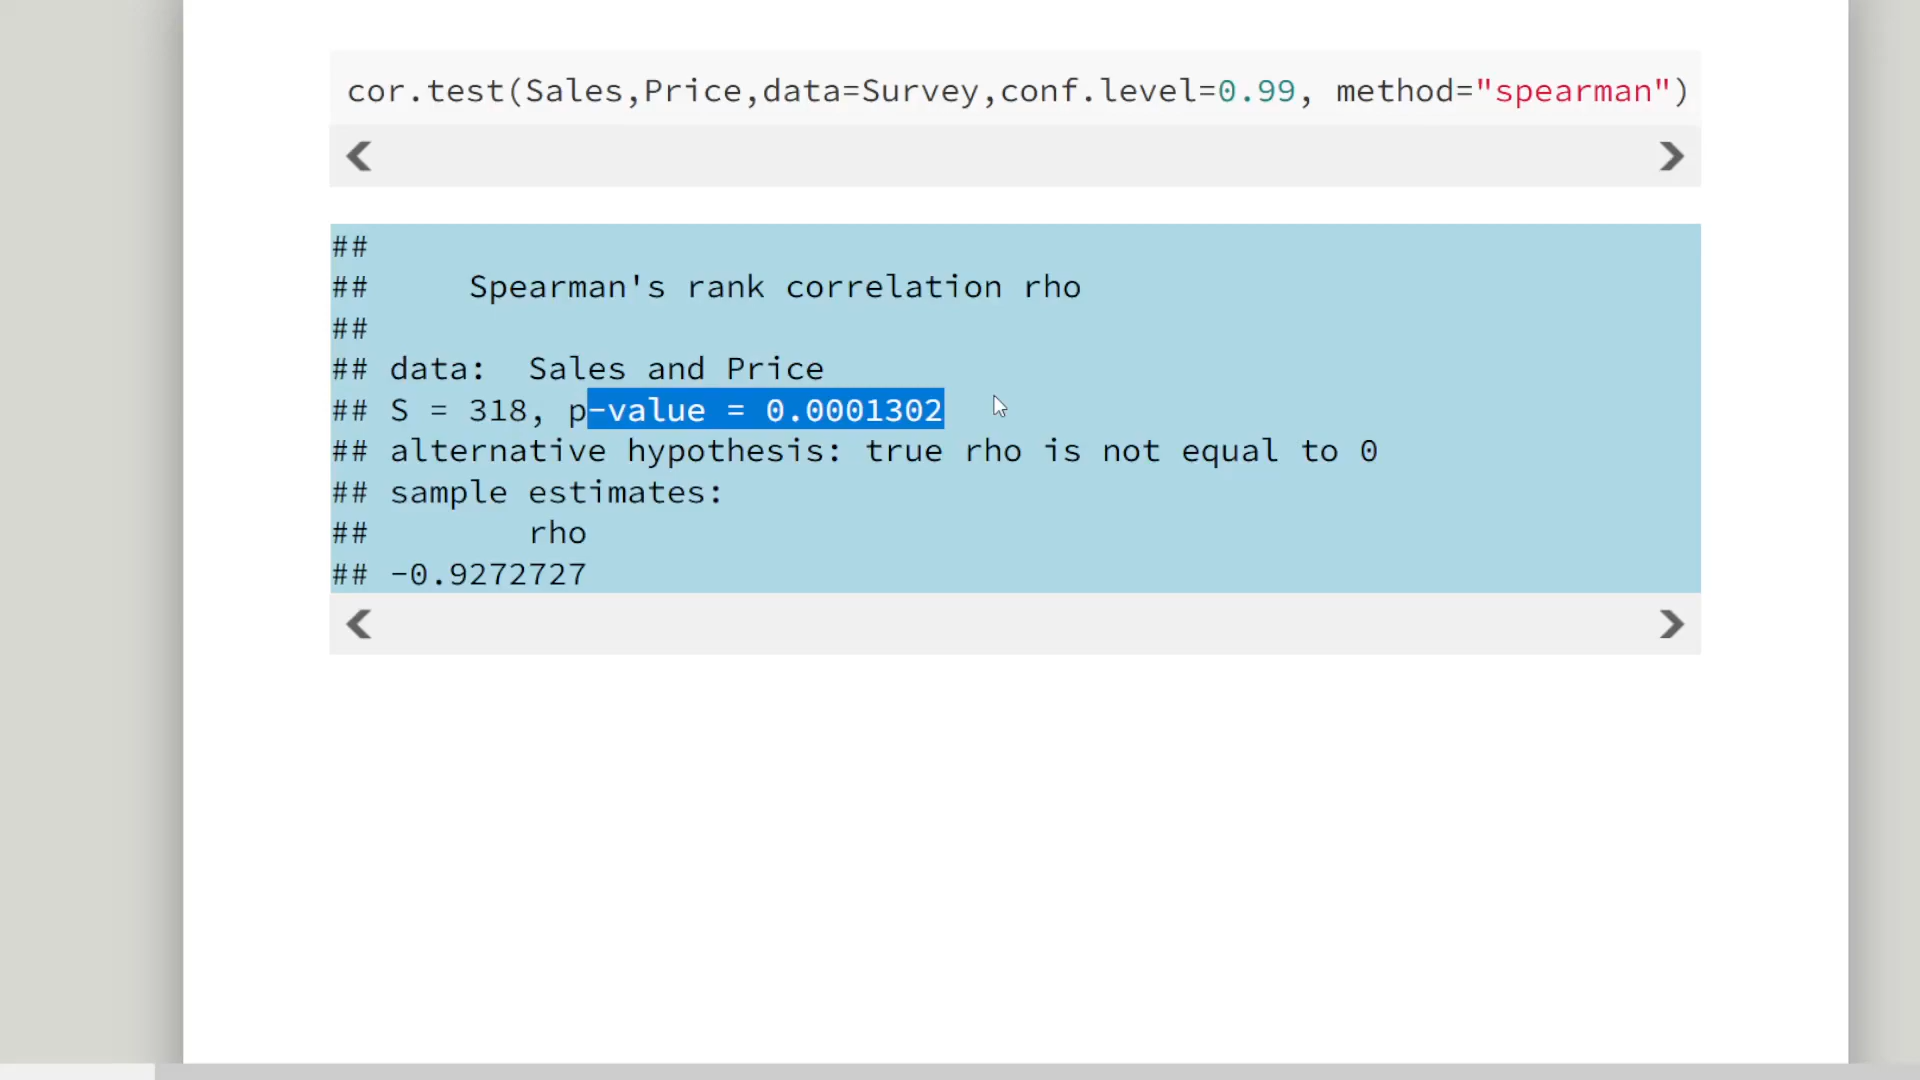 cor.test(Sales,Price,data=Survey,conf.level=0.99, method="spearman")
##
##     Spearman's rank correlation rho
##
## data:  Sales and Price
## S = 318, p-value = 0.0001302
## alternative hypothesis: true rho is not equal to 0
## sample estimates:
##        rho
## -0.9272727